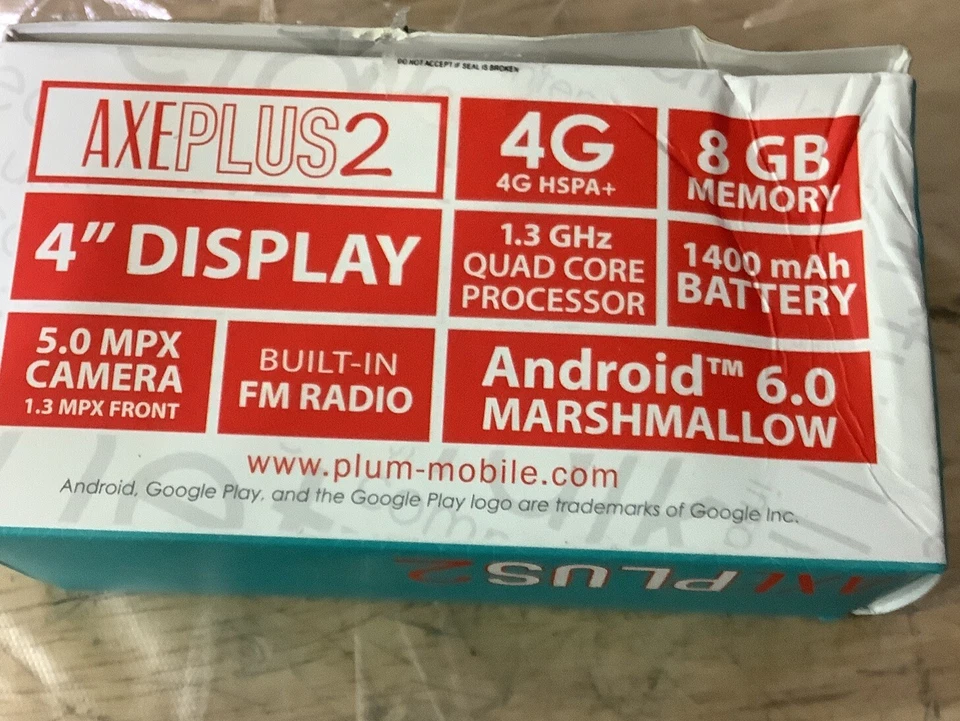 DO NOT ACCEPT IF SEAL IS BROKEN
AXEPLUS2
4G
4G HSPA+
8 GB
MEMORY
4” DISPLAY
1.3 GHz
QUAD CORE
PROCESSOR
1400 mAh
BATTERY
5.0 MPX
CAMERA
1.3 MPX FRONT
BUILT-IN
FM RADIO
Android™ 6.0
MARSHMALLOW
www.plum-mobile.com
Android, Google Play, and the Google Play logo are trademarks of Google Inc.
AXEPLUS2